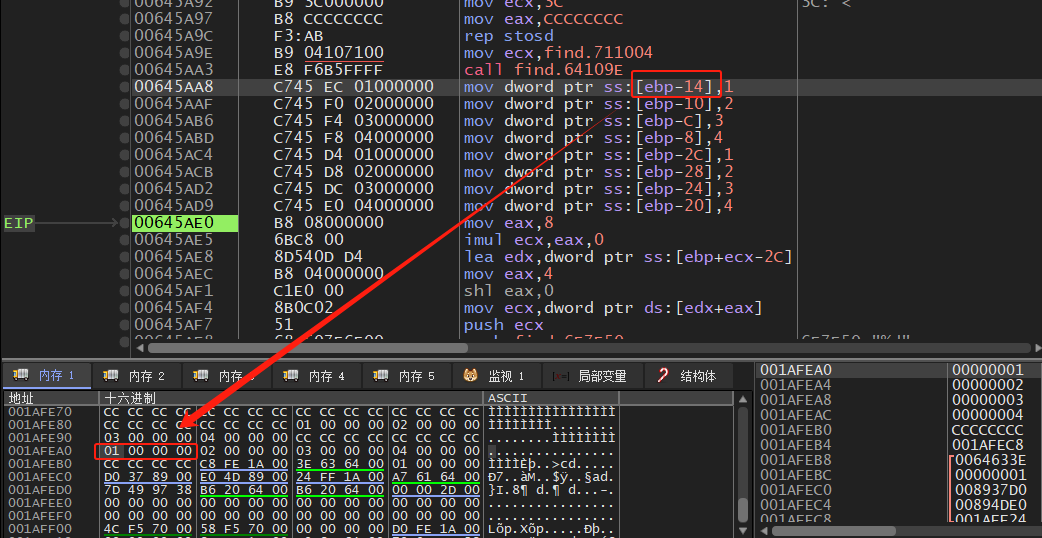 00645A92 B9 3C000000 mov ecx,3C 3C:'<'
00645A97 B8 CCCCCCCC mov eax,CCCCCCCC
00645A9C F3:AB rep stosd
00645A9E B9 04107100 mov ecx,find.711004
00645AA3 E8 F6B5FFFF call find.64109E
00645AA8 C745 EC 01000000 mov dword ptr ss:[ebp-14],1
00645AAF C745 F0 02000000 mov dword ptr ss:[ebp-10],2
00645AB6 C745 F4 03000000 mov dword ptr ss:[ebp-C],3
00645ABD C745 F8 04000000 mov dword ptr ss:[ebp-8],4
00645AC4 C745 D4 01000000 mov dword ptr ss:[ebp-2C],1
00645ACB C745 D8 02000000 mov dword ptr ss:[ebp-28],2
00645AD2 C745 DC 03000000 mov dword ptr ss:[ebp-24],3
00645AD9 C745 E0 04000000 mov dword ptr ss:[ebp-20],4
EIP 00645AE0 B8 08000000 mov eax,8
00645AE5 6BC8 00 imul ecx,eax,0
00645AE8 8D540D D4 lea edx,dword ptr ss:[ebp+ecx-2C]
00645AEC B8 04000000 mov eax,4
00645AF1 C1E0 00 shl eax,0
00645AF4 8B0C02 mov ecx,dword ptr ds:[edx+eax]
00645AF7 51 push ecx
内存 1 内存 2 内存 3 内存 4 内存 5 监视 1 局部变量 结构体
地址 十六进制 ASCII
001AFE70 CC CC CC CC CC CC CC CC CC CC CC CC CC CC CC CC ÌÌÌÌÌÌÌÌÌÌÌÌÌÌÌÌ
001AFE80 CC CC CC CC CC CC CC CC 01 00 00 00 02 00 00 00 ÌÌÌÌÌÌÌÌ........
001AFE90 03 00 00 00 04 00 00 00 CC CC CC CC CC CC CC CC ........ÌÌÌÌÌÌÌÌ
001AFEA0 01 00 00 00 02 00 00 00 03 00 00 00 04 00 00 00 ................
001AFEB0 CC CC CC CC C8 FE 1A 00 3E 63 64 00 01 00 00 00 ÌÌÌÌÈþ..>cd.....
001AFEC0 D0 37 89 00 E0 4D 89 00 24 FF 1A 00 A7 61 64 00 Ð7..àM..$ÿ..§ad.
001AFED0 7D 49 97 38 B6 20 64 00 B6 20 64 00 00 00 2D 00 }I.8¶ d.¶ d...-.
001AFEE0 00 00 00 00 00 00 00 00 00 00 00 00 00 00 00 00 ................
001AFEF0 00 00 00 00 00 00 00 00 00 00 00 00 00 00 00 00 ................
001AFF00 4C F5 70 00 58 F5 70 00 00 00 00 00 D0 FE 1A 00 Lõp.Xõp.....Ðþ..
001AFEA0 00000001
001AFEA4 00000002
001AFEA8 00000003
001AFEAC 00000004
001AFEB0 CCCCCCCC
001AFEB4 001AFEC8
001AFEB8 0064633E
001AFEBC 00000001
001AFEC0 008937D0
001AFEC4 00894DE0
001AFEC8 001AFF24